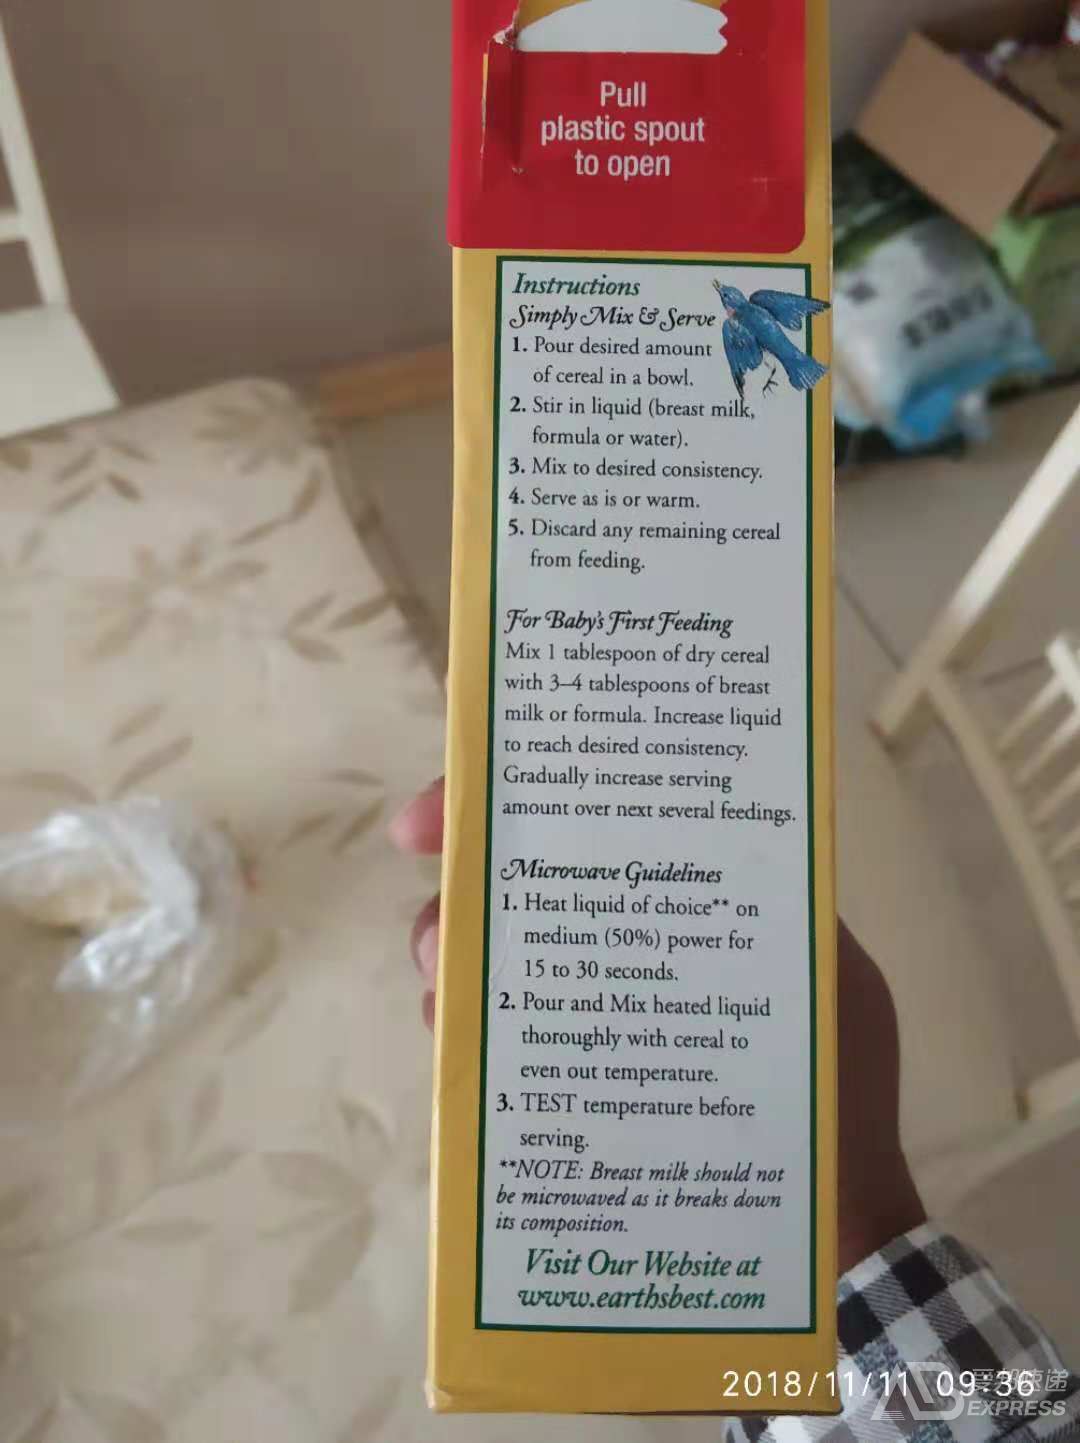 Pull
plastic spout
to open
Instructions
Simply Mix & Serve
1. Pour desired amount
of cereal in a bowl.
2. Stir in liquid (breast milk,
formula or water).
3. Mix to desired consistency.
4. Serve as is or warm.
5. Discard any remaining cereal
from feeding.
For Baby's First Feeding
Mix 1 tablespoon of dry cereal
with 3–4 tablespoons of breast
milk or formula. Increase liquid
to reach desired consistency.
Gradually increase serving
amount over next several feedings.
Microwave Guidelines
1. Heat liquid of choice** on
medium (50%) power for
15 to 30 seconds.
2. Pour and Mix heated liquid
thoroughly with cereal to
even out temperature.
3. TEST temperature before
serving.
**NOTE: Breast milk should not
be microwaved as it breaks down
its composition.
Visit Our Website at
www.earthsbest.com
2018/11/11 09:36
爱邦速递
EXPRESS